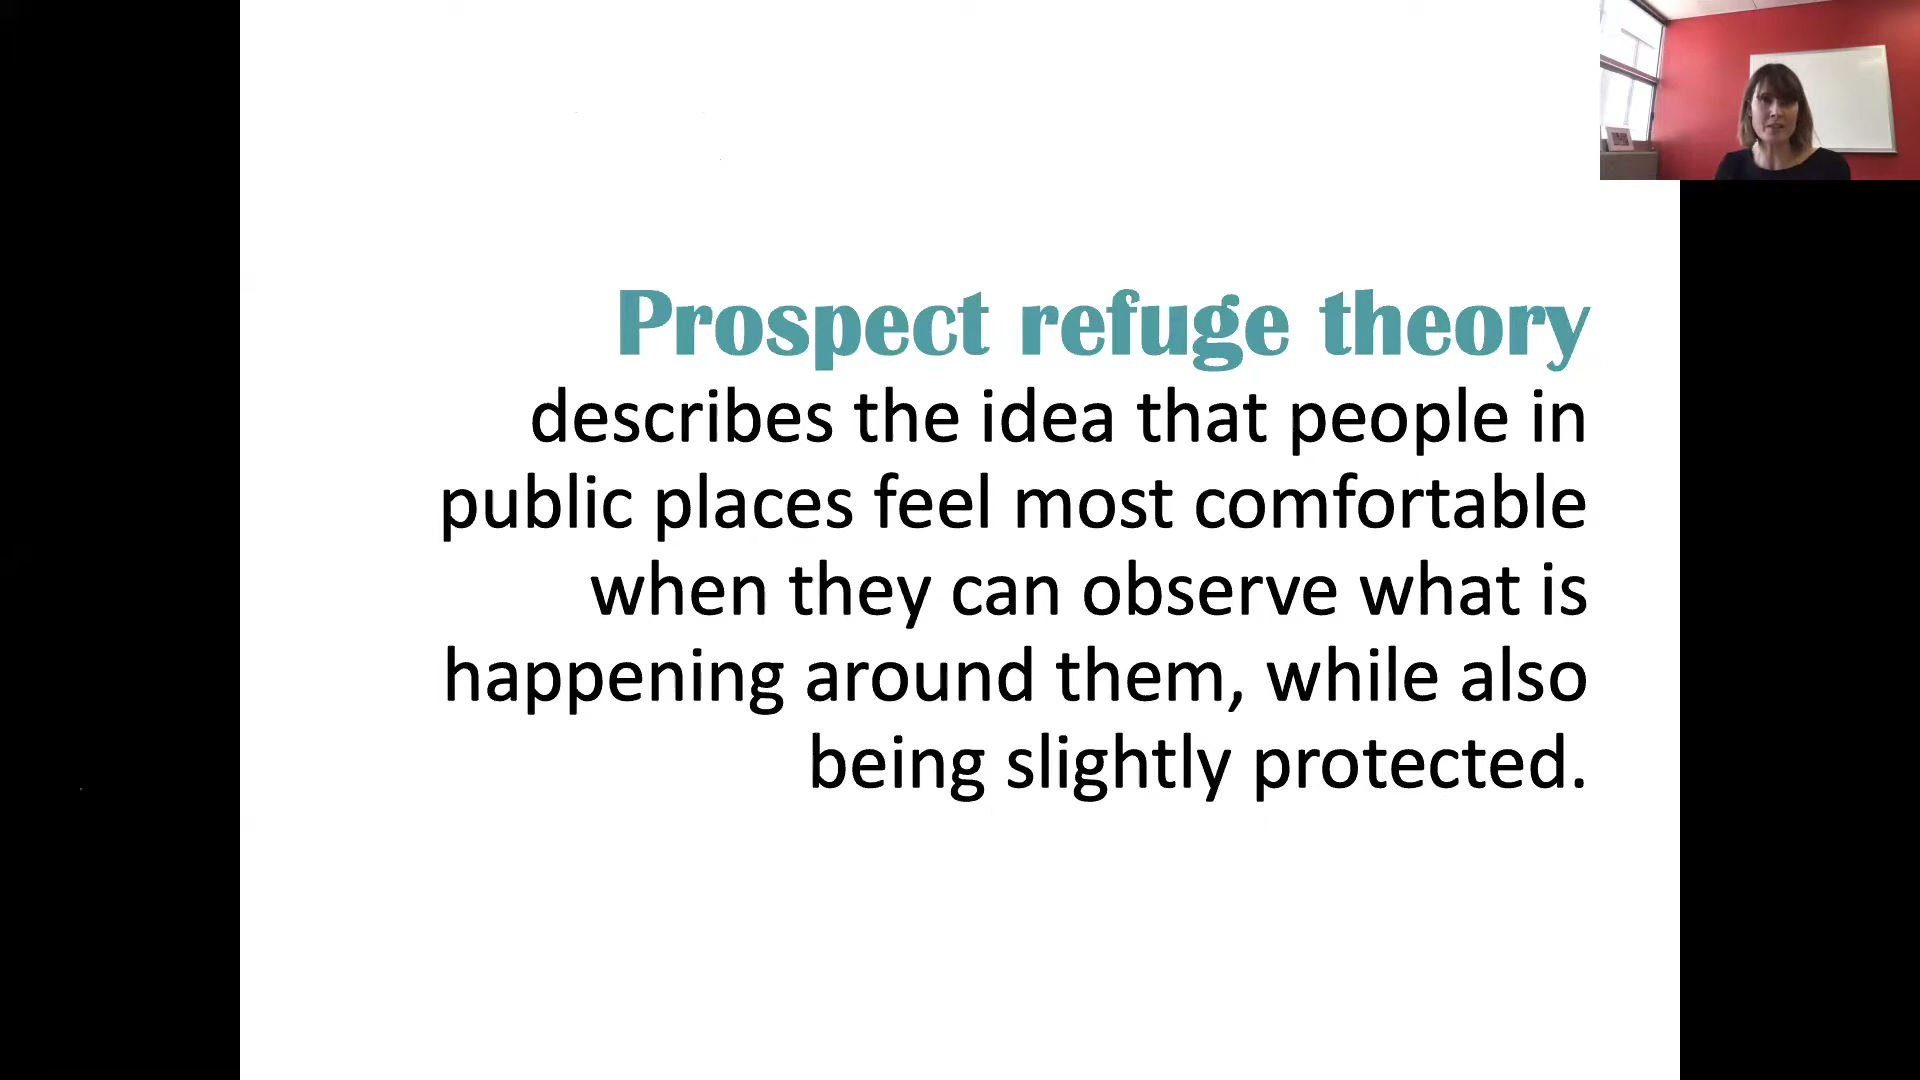 Prospect refuge theory
describes the idea that people in
public places feel most comfortable
when they can observe what is
happening around them, while also
being slightly protected.